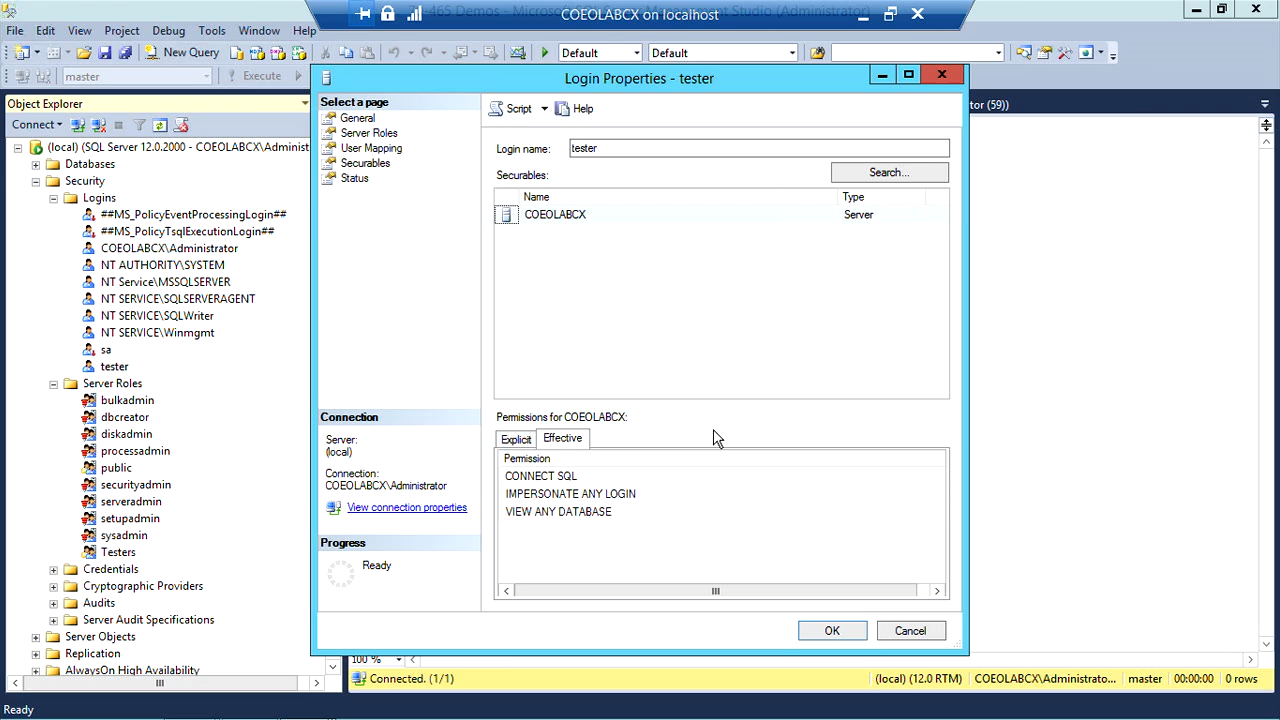 465 Demos - Microsoft
Management Studio (Administrator)
COEOLABCX on localhost
File Edit View Project Debug Tools Window Help
New Query Default Default
master Execute
Login Properties - tester
Object Explorer
tor (59))
Connect
Select a page
General
Server Roles
User Mapping
Securables
Status
Script Help
Login name: tester
Securables: Search...
Name Type
COEOLABCX Server
(local) (SQL Server 12.0.2000 - COEOLABCX\Administ
Databases
Security
Logins
##MS_PolicyEventProcessingLogin##
##MS_PolicyTsqlExecutionLogin##
COEOLABCX\Administrator
NT AUTHORITY\SYSTEM
NT Service\MSSQLSERVER
NT SERVICE\SQLSERVERAGENT
NT SERVICE\SQLWriter
NT SERVICE\Winmgmt
sa
tester
Server Roles
bulkadmin
dbcreator
diskadmin
processadmin
public
securityadmin
serveradmin
setupadmin
sysadmin
Testers
Credentials
Cryptographic Providers
Audits
Server Audit Specifications
Server Objects
Replication
AlwaysOn High Availability
Connection
Server:
(local)
Connection:
COEOLABCX\Administrator
View connection properties
Progress
Ready
Permissions for COEOLABCX:
Explicit Effective
Permission
CONNECT SQL
IMPERSONATE ANY LOGIN
VIEW ANY DATABASE
OK Cancel
100 %
Connected. (1/1) (local) (12.0 RTM) COEOLABCX\Administrato... master 00:00:00 0 rows
Ready